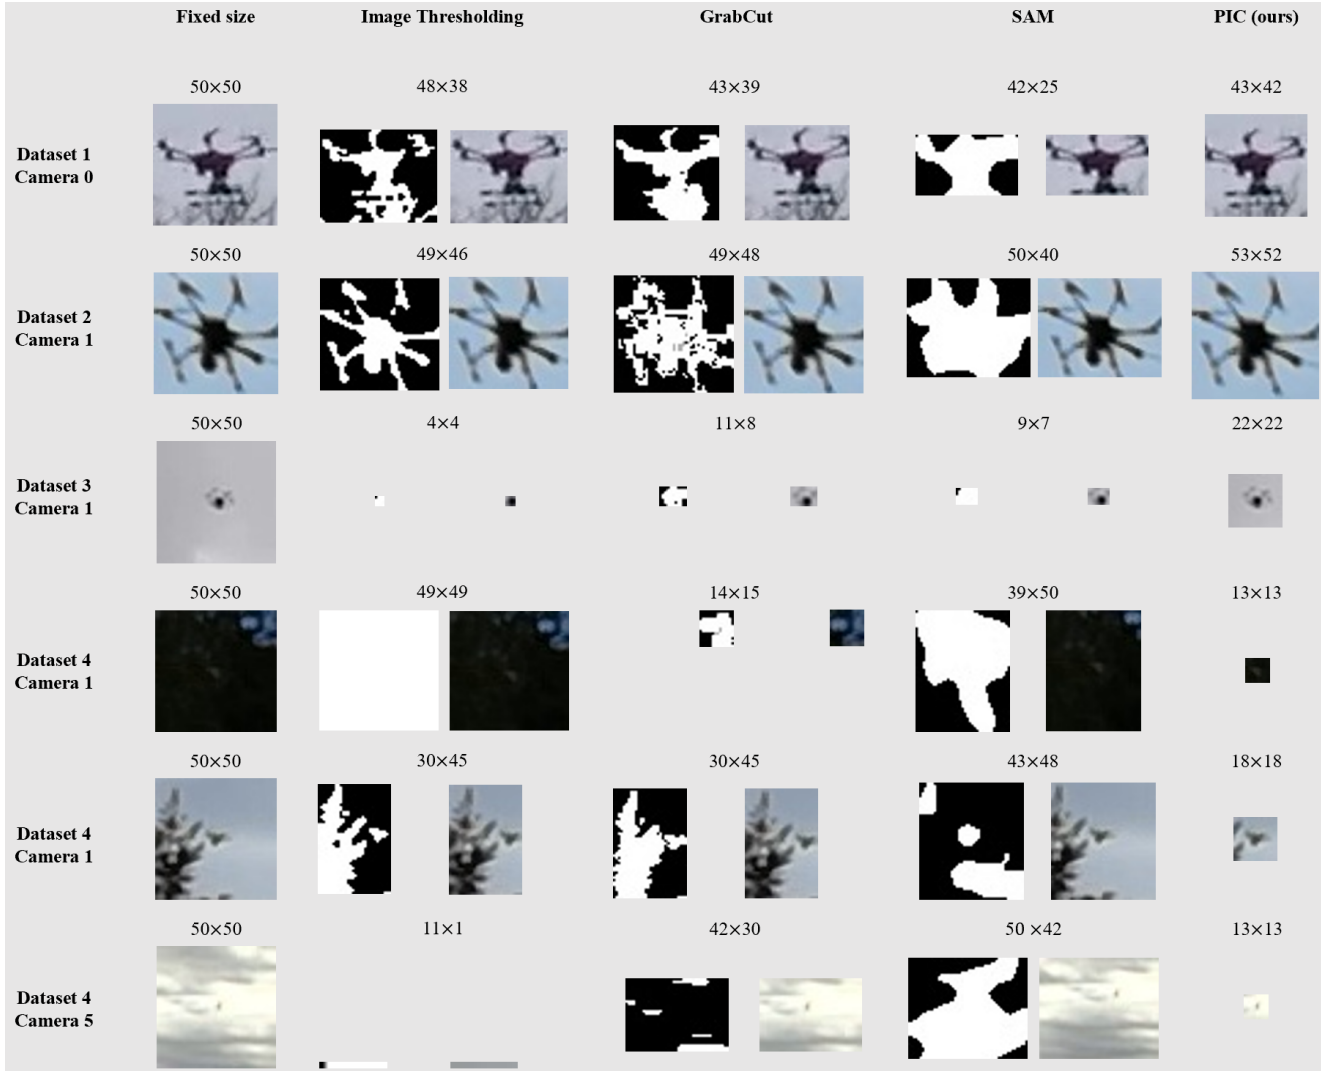 Fixed size Image Thresholding GrabCut SAM PIC (ours)
50×50 48×38 43×39 42×25 43×42
Dataset 1
Camera 0
50×50 49×46 49×48 50×40 53×52
Dataset 2
Camera 1
50×50 4×4 11×8 9×7 22×22
Dataset 3
Camera 1
50×50 49×49 14×15 39×50 13×13
Dataset 4
Camera 1
50×50 30×45 30×45 43×48 18×18
Dataset 4
Camera 1
50×50 11×1 42×30 50 ×42 13×13
Dataset 4
Camera 5